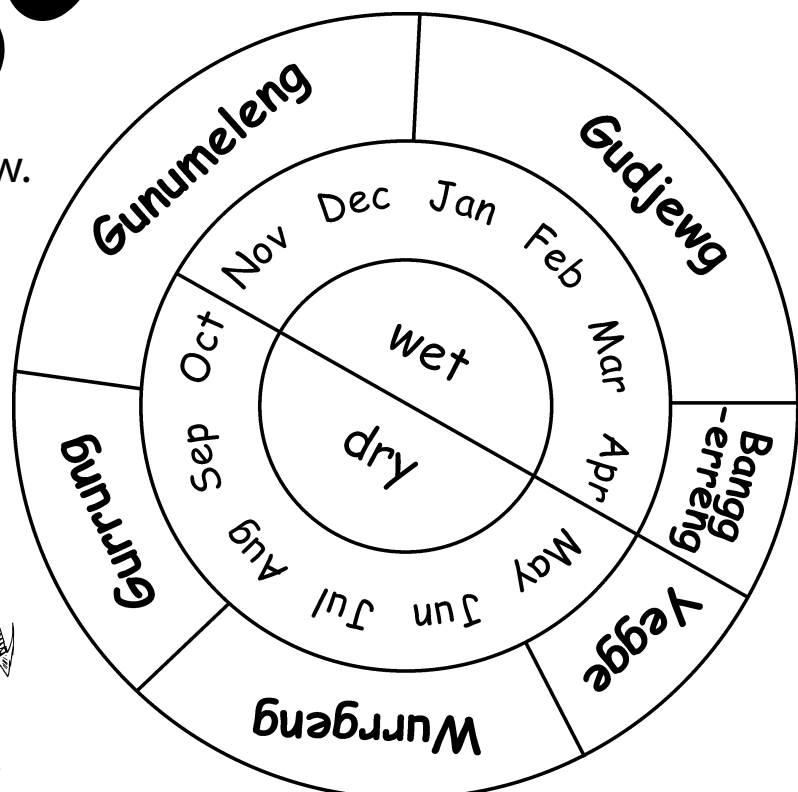 w.
Gunumeleng
Gudjewg
Bangg
-erreng
Yegge
Wurrgeng
Gurrung
Jan
Feb
Mar
Apr
May
Jun
Jul
Aug
Sep
Oct
Nov
Dec
wet
dry